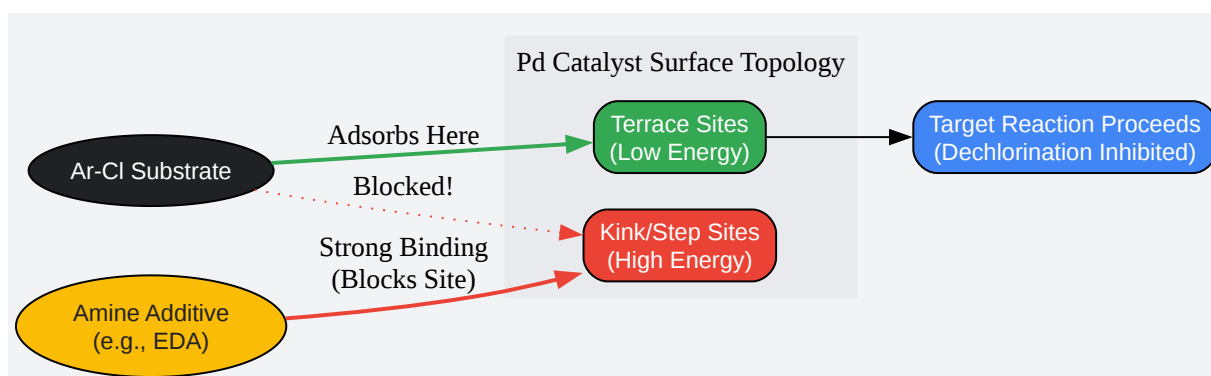 Pd Catalyst Surface Topology
Adsorbs Here
Terrace Sites
(Low Energy)
Target Reaction Proceeds
(Dechlorination Inhibited)
Ar-Cl Substrate
Blocked!
Kink/Step Sites
(High Energy)
Strong Binding
(Blocks Site)
Amine Additive
(e.g., EDA)